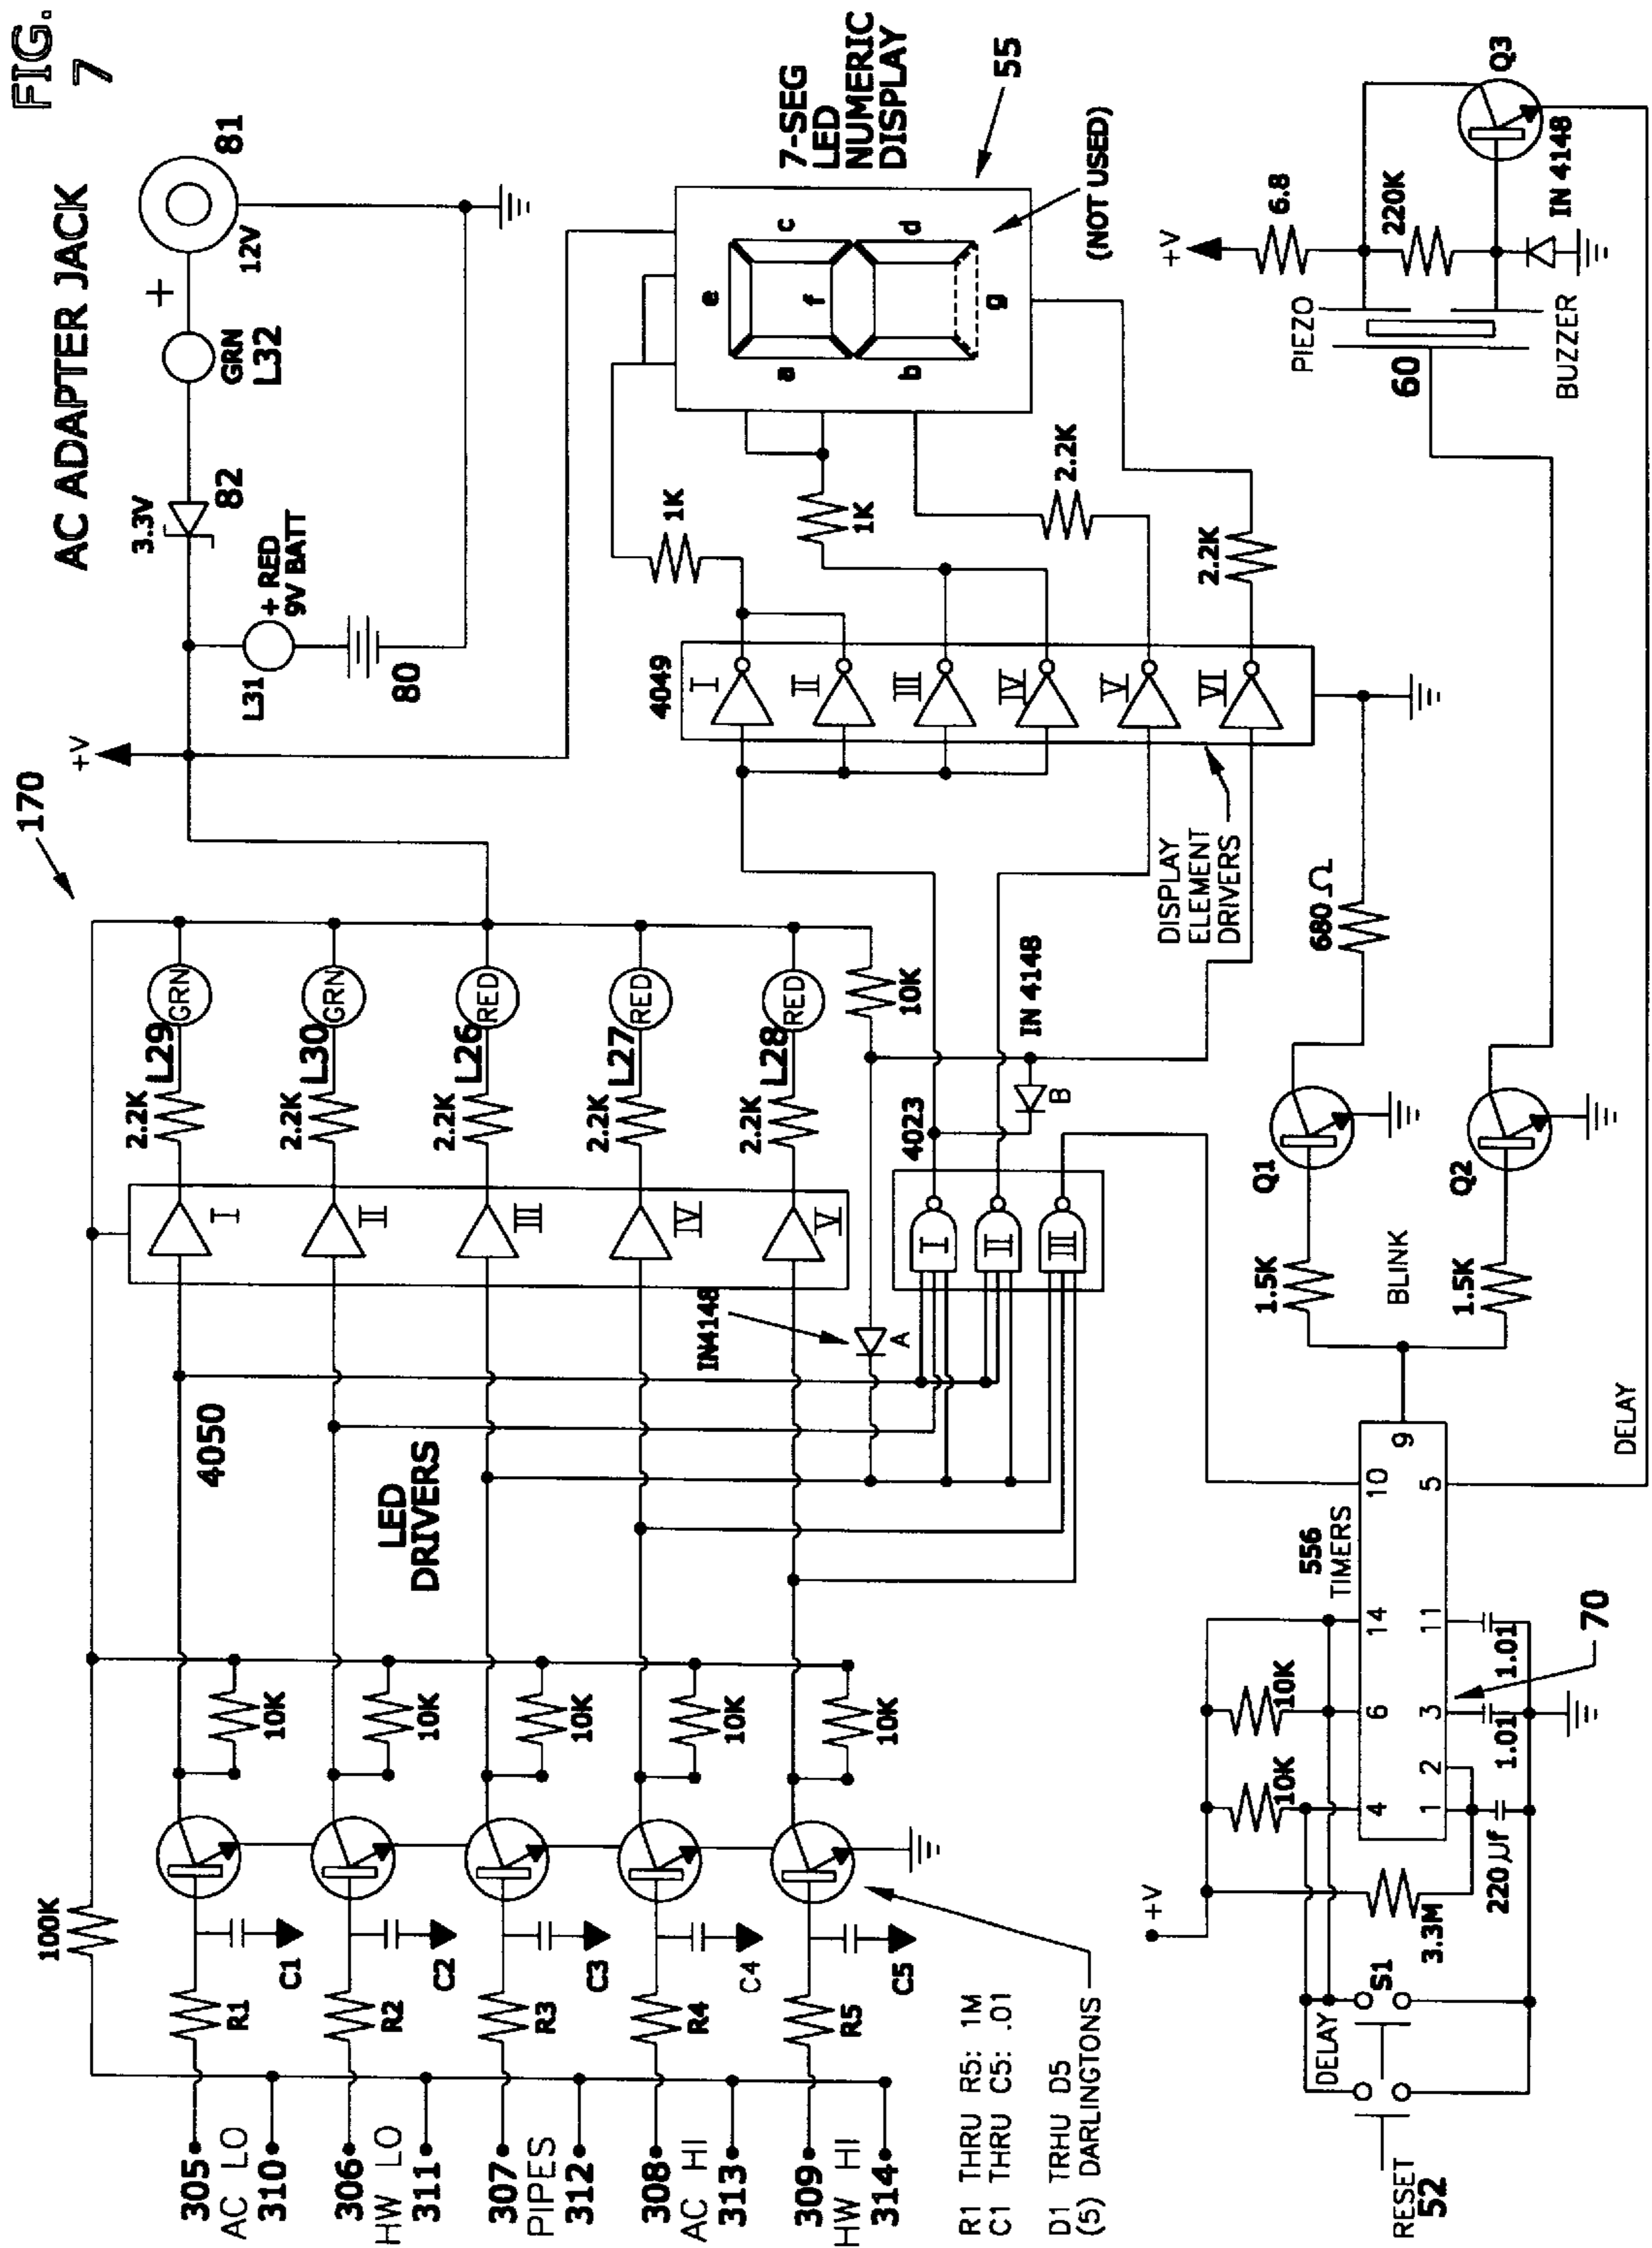 FIG.
7
AC ADAPTER JACK
170
+V
3.3V
82
+
GRN
L32
12V
81
L31
+ RED
9V BATT
80
100K
305
AC LO
310
306
HW LO
311
307
PIPES
312
308
AC HI
313
309
HW HI
314
R1
C1
R2
C2
R3
C3
R4
C4
R5
C5
10K
10K
10K
10K
10K
4050
LED
DRIVERS
I
II
III
IV
V
2.2K
L29
GRN
2.2K
L30
GRN
2.2K
L26
RED
2.2K
L27
RED
2.2K
L28
RED
10K
IN4148
A
4023
I
II
III
B
IN 4148
4049
I
II
III
IV
V
VI
DISPLAY
ELEMENT
DRIVERS
1K
1K
2.2K
2.2K
7-SEG
LED
NUMERIC
DISPLAY
55
a
b
c
d
e
f
g
(NOT USED)
R1 THRU R5: 1M
C1 THRU C5: .01
D1 TRHU D5
(5) DARLINGTONS
+V
10K
10K
556
TIMERS
4
6
14
10
9
1
2
3
11
5
1.01
1.01
70
220 µf
3.3M
S1
DELAY
RESET
52
1.5K
BLINK
1.5K
Q1
Q2
680 Ω
DELAY
PIEZO
60
BUZZER
+V
6.8
220K
IN 4148
Q3